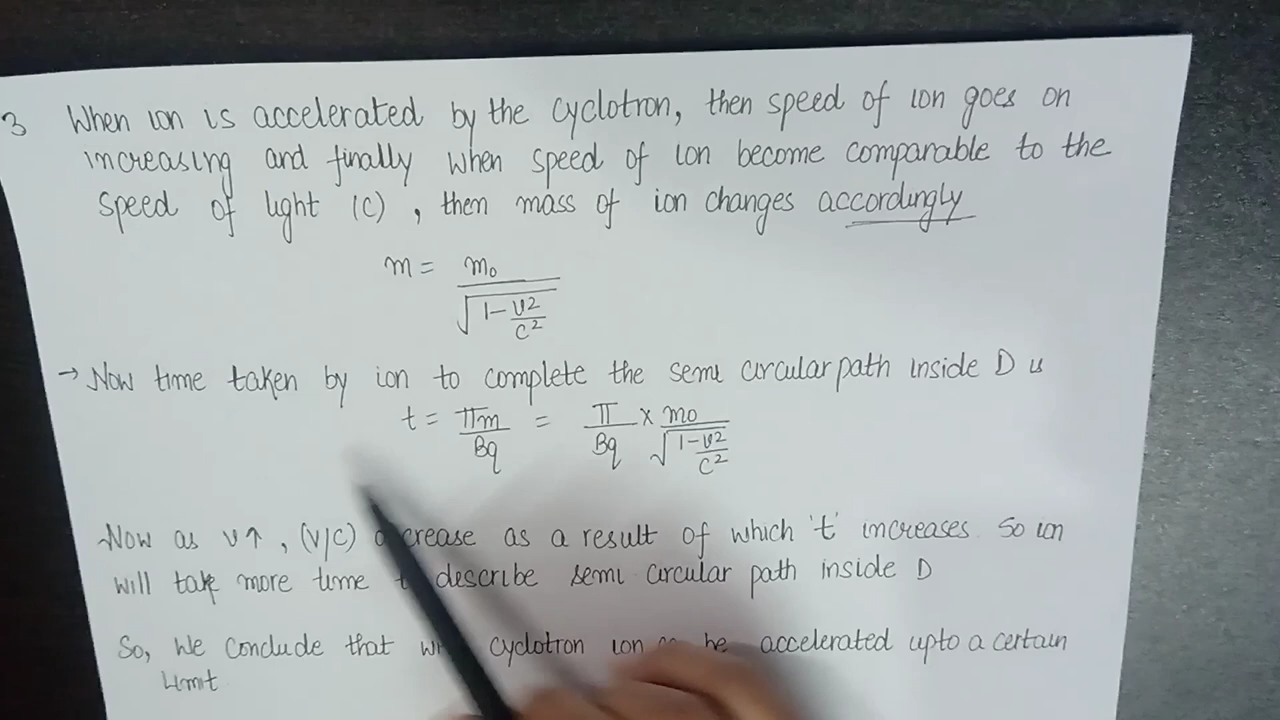 3 When ion is accelerated by the cyclotron, then speed of ion goes on
increasing and finally when speed of ion become comparable to the
speed of light (c), then mass of ion changes accordingly
m = m₀ / √(1 - v²/c²)
→ Now time taken by ion to complete the semi circular path inside D is
t = πm / Bq = π / Bq × m₀ / √(1 - v²/c²)
Now as v↑, (v/c) as a result of which 't' increases so ion
will take more time describe semi circular path inside D
So, We conclude that cyclotron ion be accelerated upto a certain
limit